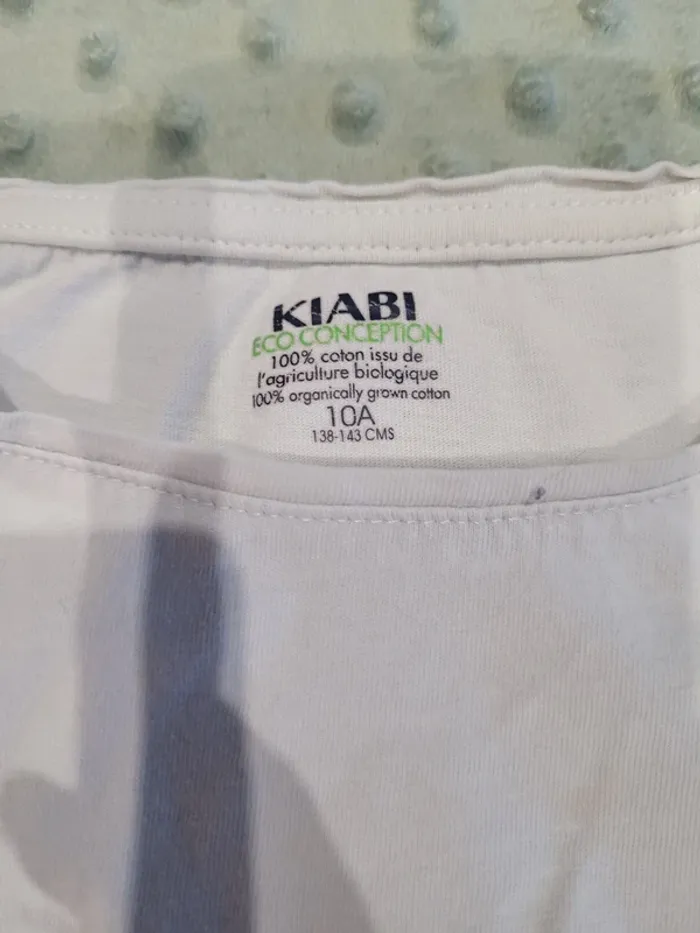 KIABI
ECO CONCEPTION
100% coton issu de
l'agriculture biologique
100% organically grown cotton
10A
138-143 CMS